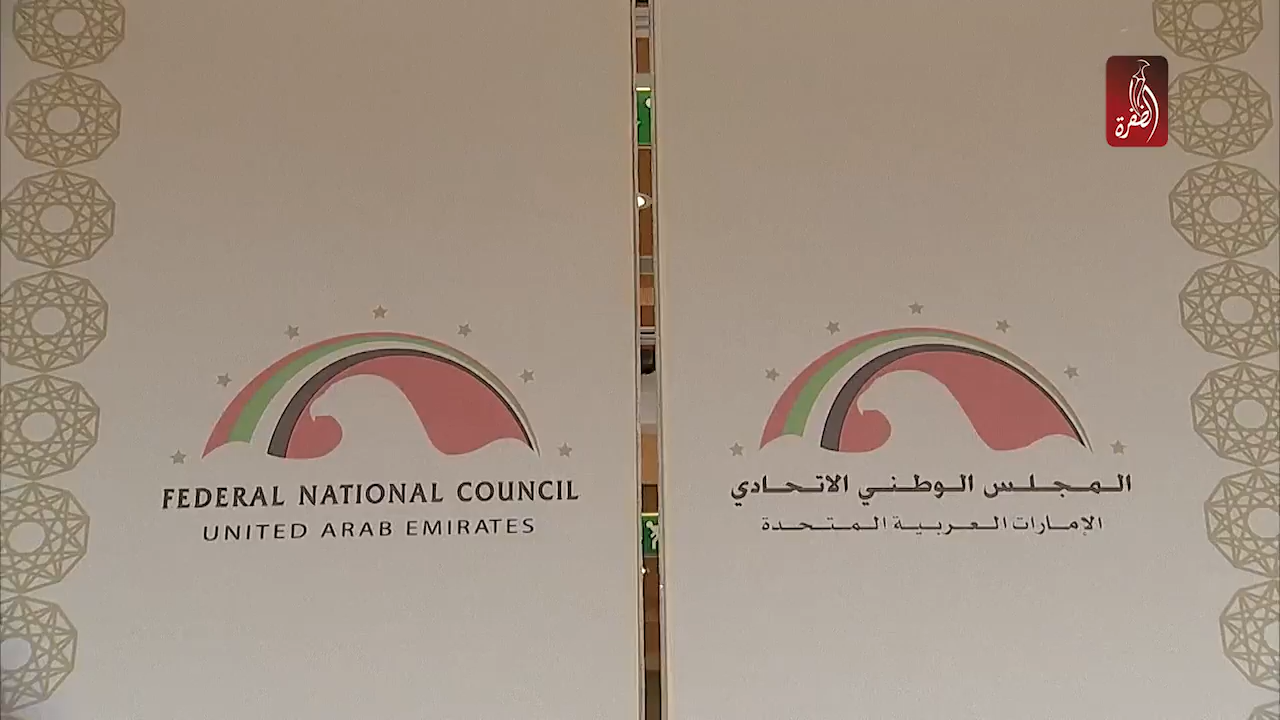 الظفرة
FEDERAL NATIONAL COUNCIL
UNITED ARAB EMIRATES
المجلس الوطني الاتحادي
الإمارات العربية المتحدة